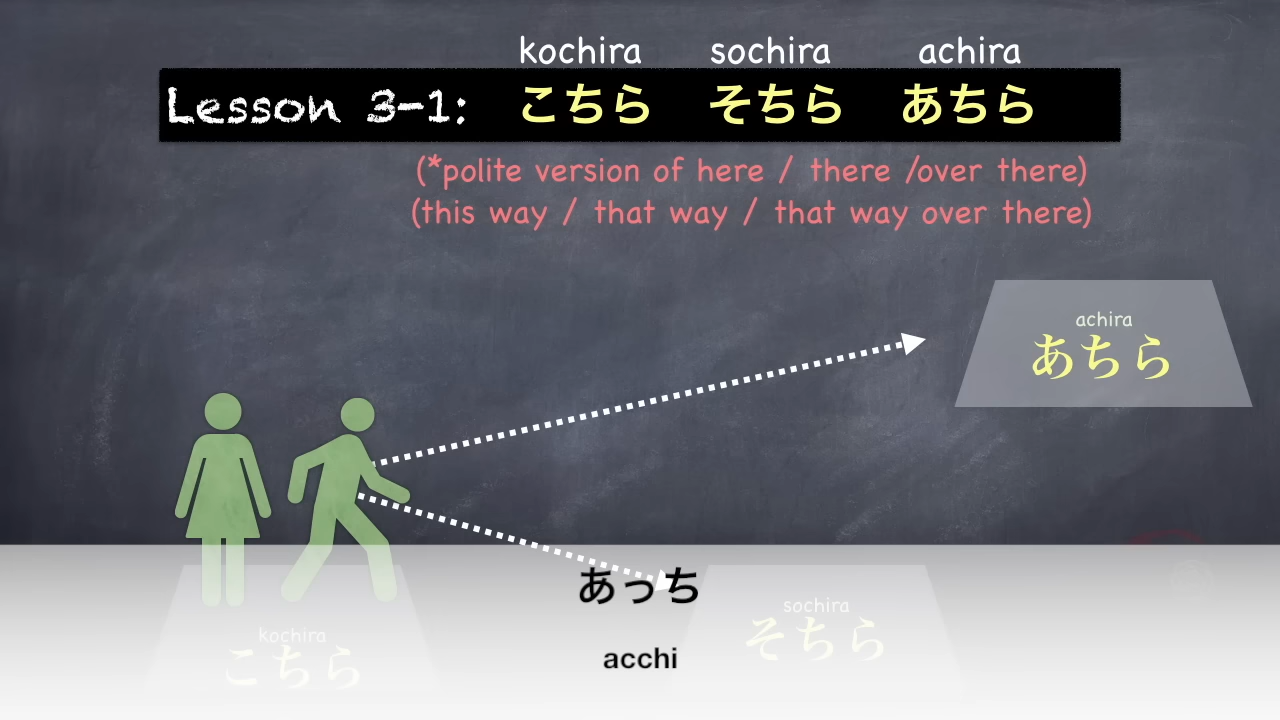 kochira sochira achira
Lesson 3-1: こちら そちら あちら
(*polite version of here / there /over there)
(this way / that way / that way over there)
achira
あちら
あっち
acchi
sochira
そちら
kochira
こちら